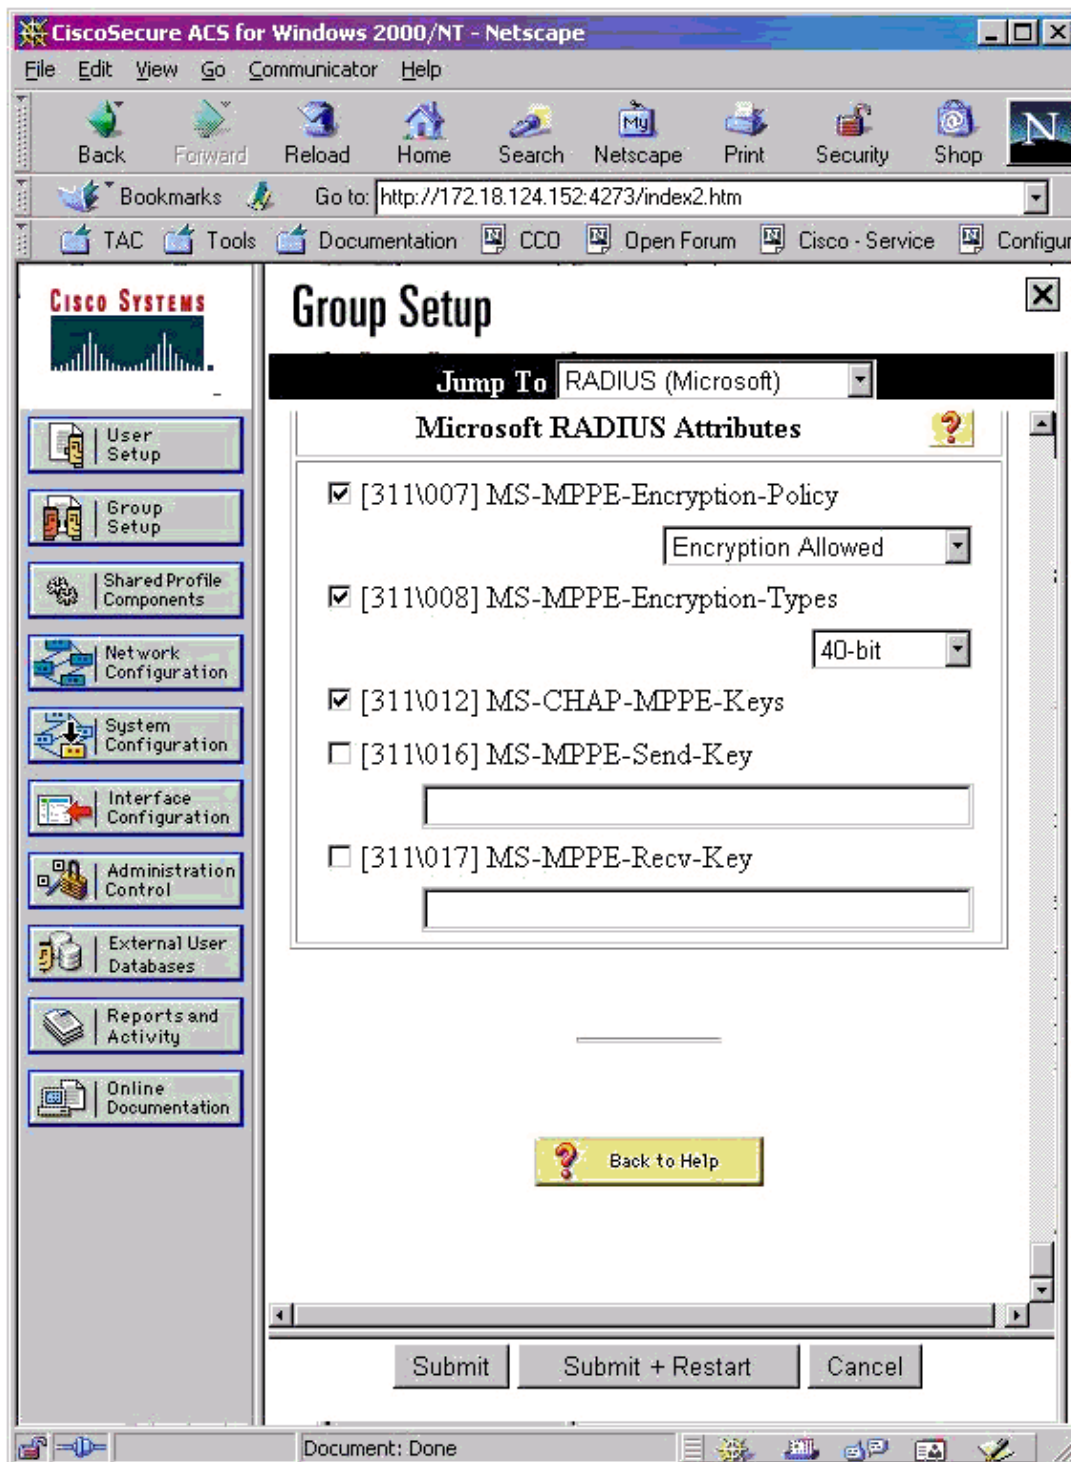 CiscoSecure ACS for Windows 2000/NT - Netscape
File Edit View Go Communicator Help
Back Forward Reload Home Search My Netscape Print Security Shop N
Bookmarks Go to: http://172.18.124.152:4273/index2.htm
TAC Tools Documentation CCO Open Forum Cisco - Service Configur
CISCO SYSTEMS
Group Setup
Jump To RADIUS (Microsoft)
Microsoft RADIUS Attributes
User Setup
Group Setup
Shared Profile Components
Network Configuration
System Configuration
Interface Configuration
Administration Control
External User Databases
Reports and Activity
Online Documentation
[311\007] MS-MPPE-Encryption-Policy
Encryption Allowed
[311\008] MS-MPPE-Encryption-Types
40-bit
[311\012] MS-CHAP-MPPE-Keys
[311\016] MS-MPPE-Send-Key
[311\017] MS-MPPE-Recv-Key
Back to Help
Submit Submit + Restart Cancel
Document: Done